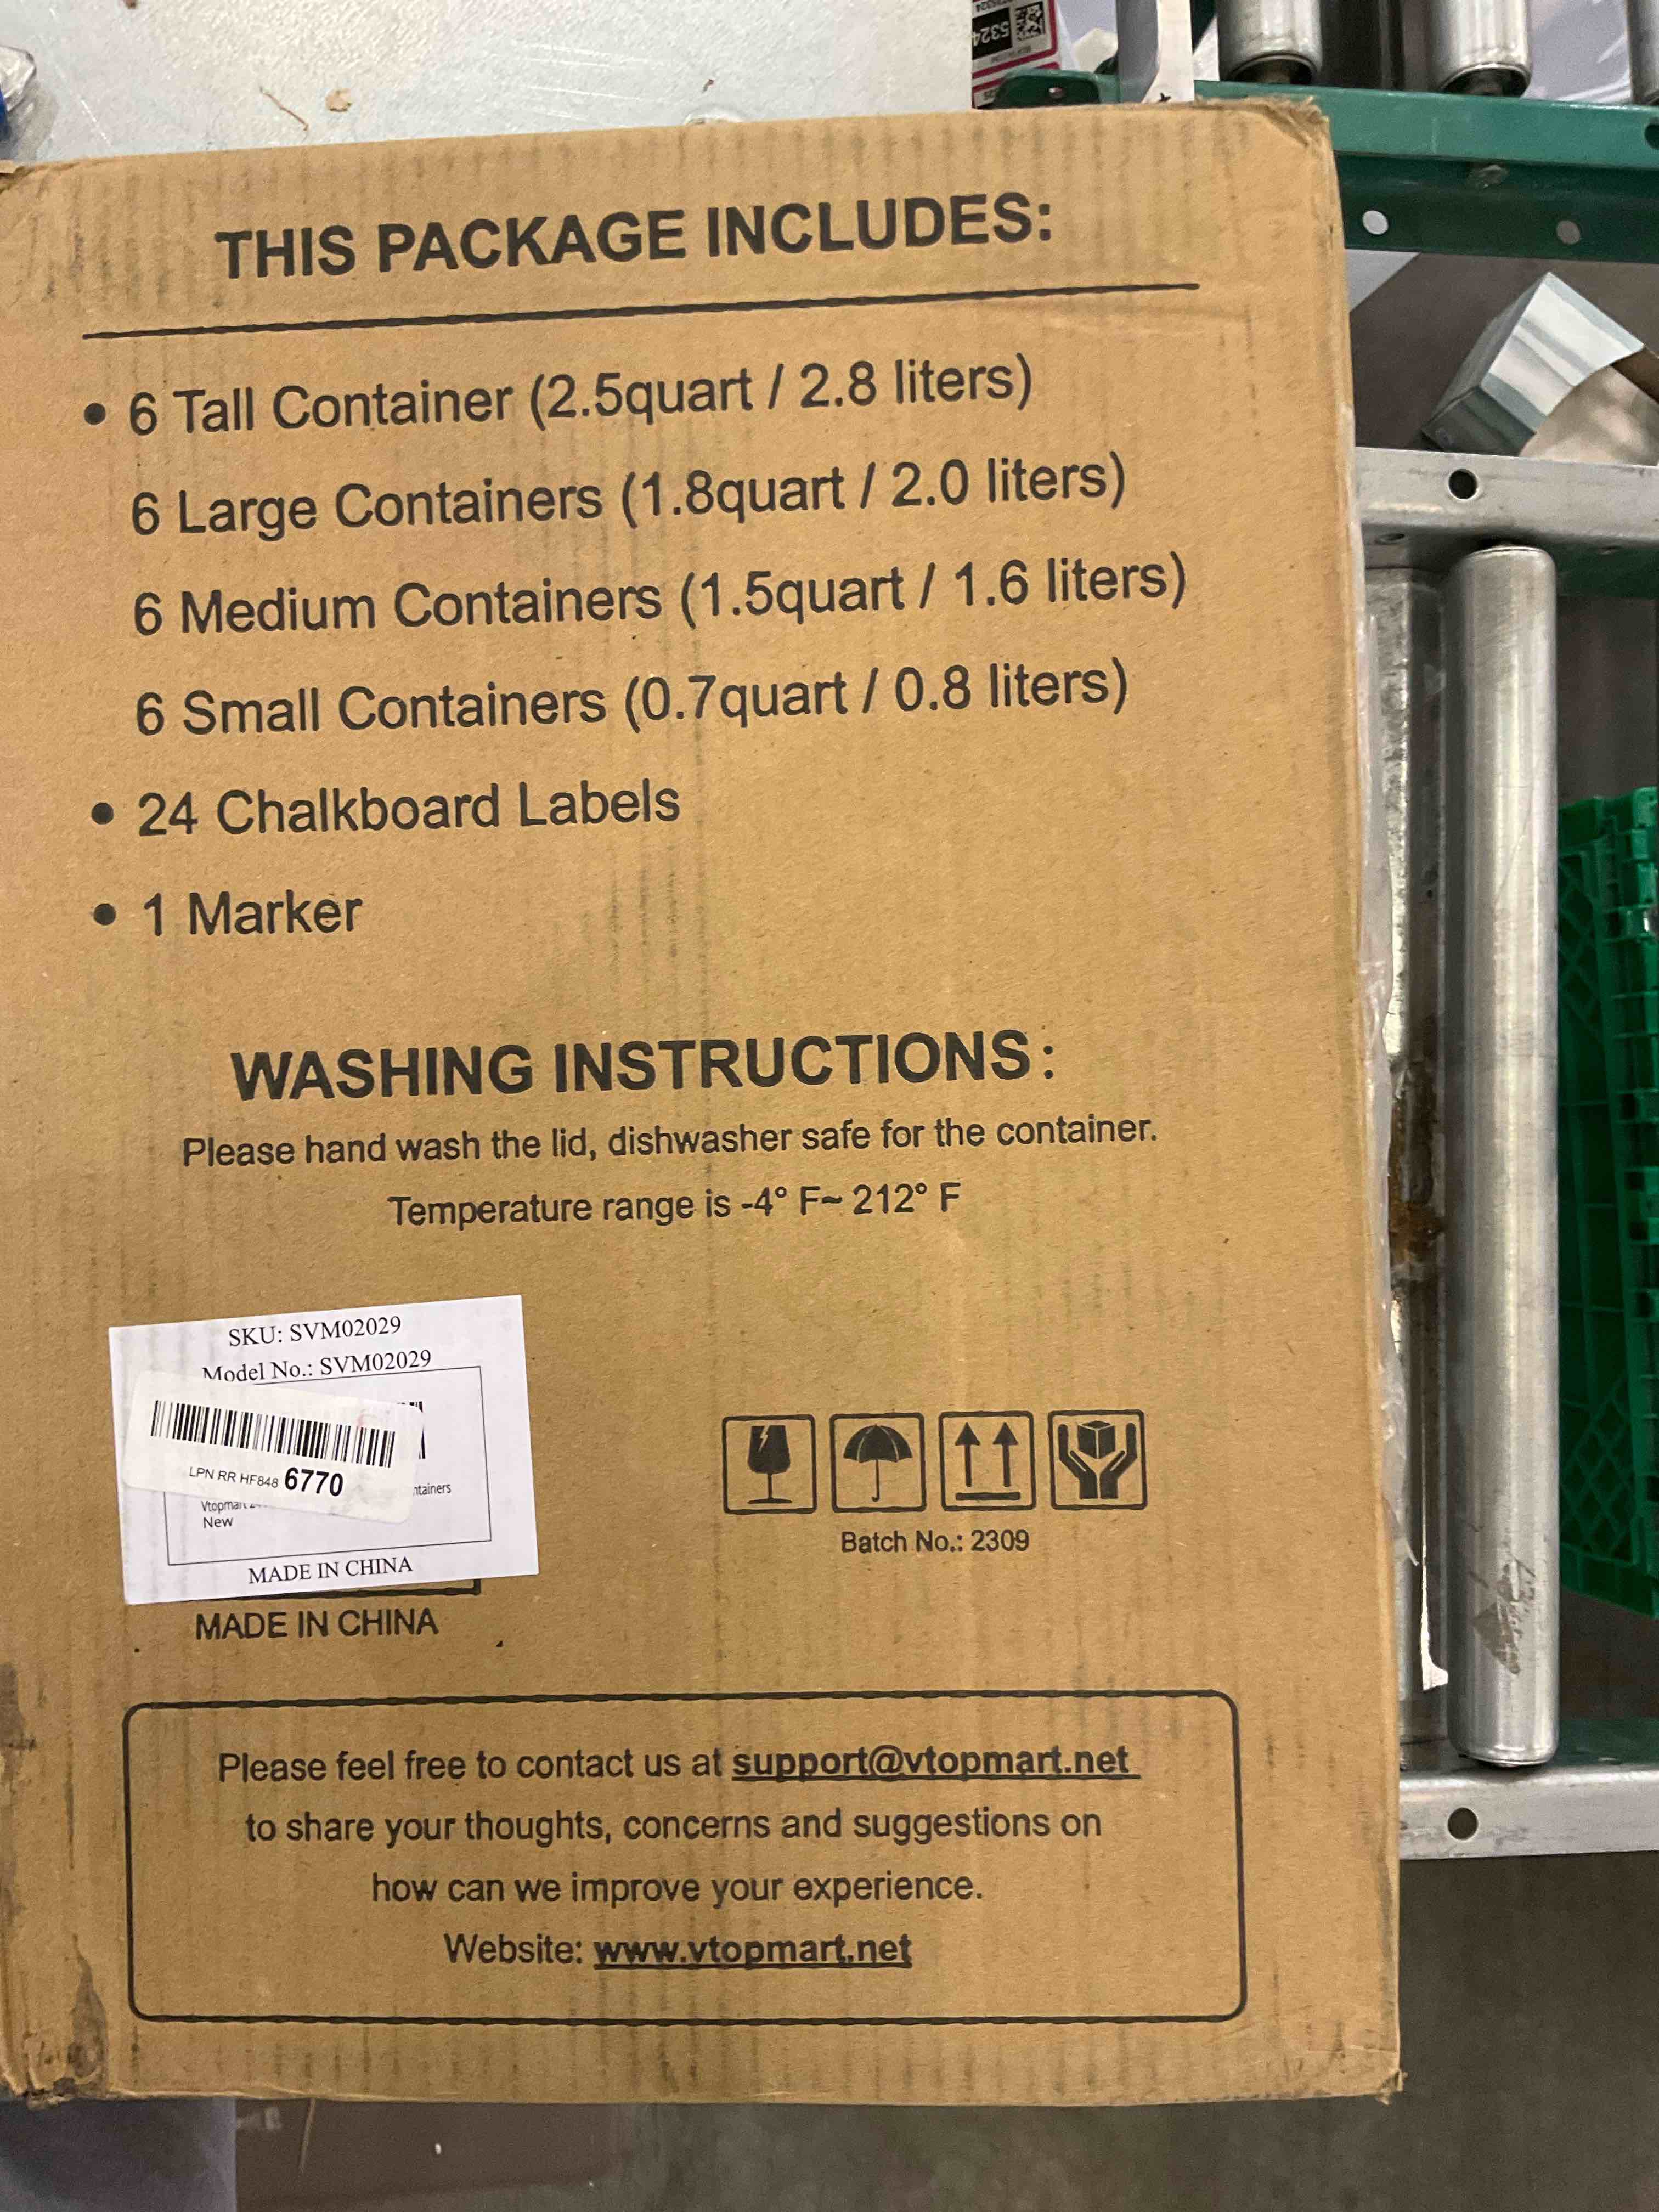 5324
THIS PACKAGE INCLUDES:
• 6 Tall Container (2.5quart / 2.8 liters)
6 Large Containers (1.8quart / 2.0 liters)
6 Medium Containers (1.5quart / 1.6 liters)
6 Small Containers (0.7quart / 0.8 liters)
• 24 Chalkboard Labels
• 1 Marker
WASHING INSTRUCTIONS:
Please hand wash the lid, dishwasher safe for the container.
Temperature range is -4° F~ 212° F
SKU: SVM02029
Model No.: SVM02029
LPN RR HF848 6770
Vtopmart ntainers
New
MADE IN CHINA
MADE IN CHINA
Batch No.: 2309
Please feel free to contact us at support@vtopmart.net
to share your thoughts, concerns and suggestions on
how can we improve your experience.
Website: www.vtopmart.net